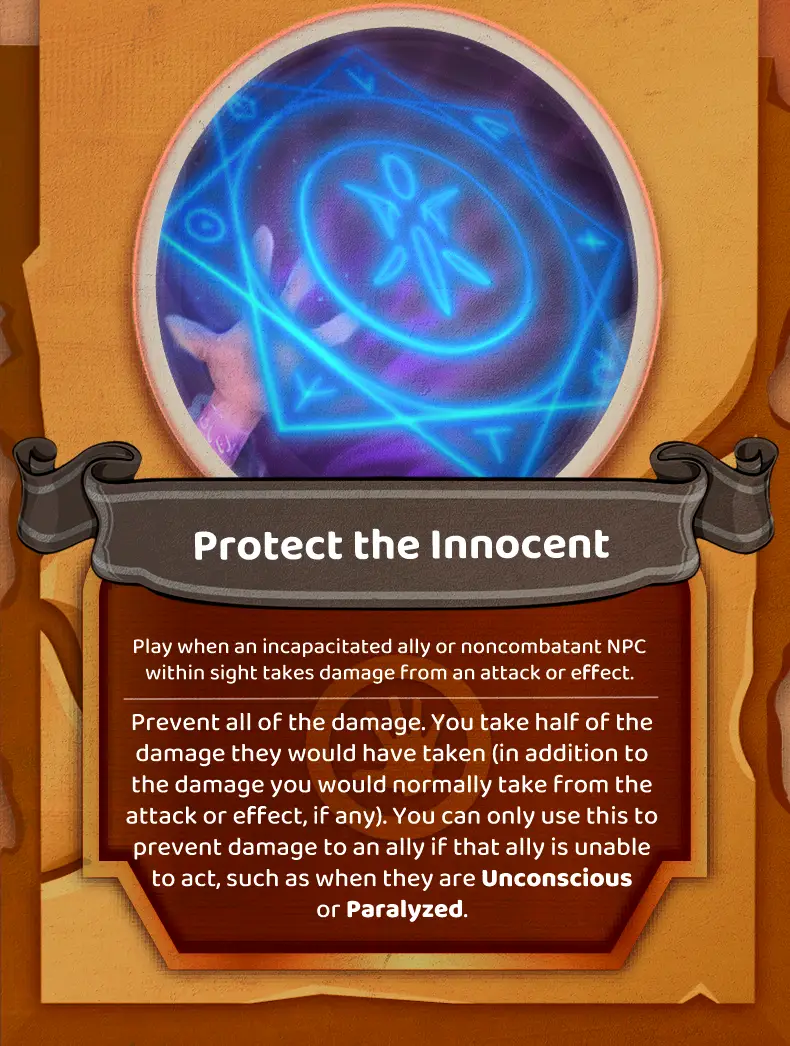 Protect the Innocent
Play when an incapacitated ally or noncombatant NPC
within sight takes damage from an attack or effect.
Prevent all of the damage. You take half of the
damage they would have taken (in addition to
the damage you would normally take from the
attack or effect, if any). You can only use this to
prevent damage to an ally if that ally is unable
to act, such as when they are Unconscious
or Paralyzed.